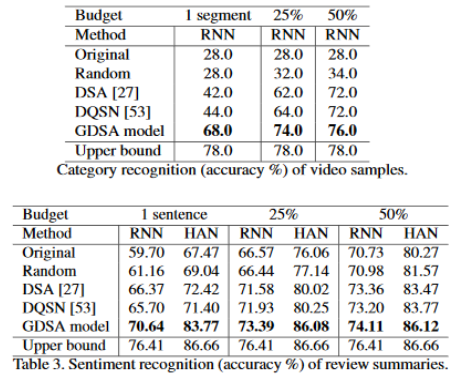 Budget 1 segment 25% 50%
Method RNN RNN RNN
Original 28.0 28.0 28.0
Random 28.0 32.0 34.0
DSA [27] 42.0 62.0 72.0
DQSN [53] 44.0 64.0 72.0
GDSA model 68.0 74.0 76.0
Upper bound 78.0 78.0 78.0
Category recognition (accuracy %) of video samples.
Budget 1 sentence 25% 50%
Method RNN HAN RNN HAN RNN HAN
Original 59.70 67.47 66.57 76.06 70.73 80.27
Random 61.16 69.04 66.44 77.14 70.98 81.57
DSA [27] 66.37 72.42 71.58 80.02 73.36 83.47
DQSN [53] 65.70 71.40 71.93 80.25 73.20 83.77
GDSA model 70.64 83.77 73.39 86.08 74.11 86.12
Upper bound 76.41 86.66 76.41 86.66 76.41 86.66
Table 3. Sentiment recognition (accuracy %) of review summaries.